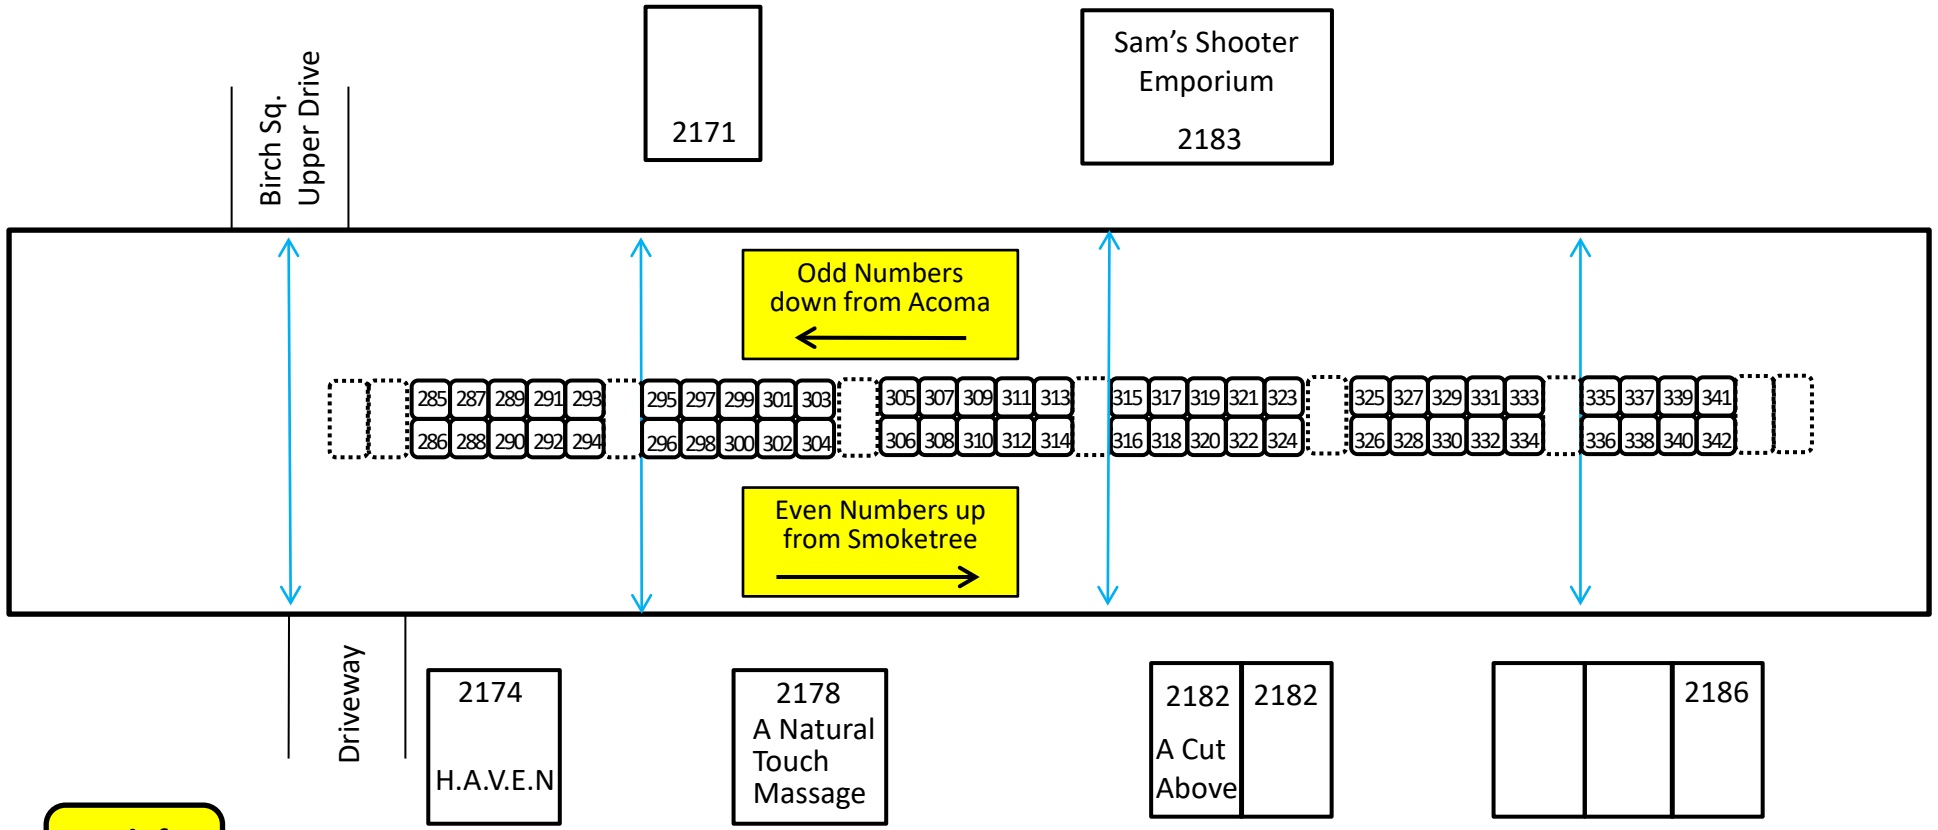 Birch Sq.
Upper Drive
2171
Sam's Shooter
Emporium
2183
Odd Numbers
down from Acoma
285 287 289 291 293 295 297 299 301 303 305 307 309 311 313 315 317 319 321 323 325 327 329 331 333 335 337 339 341
286 288 290 292 294 296 298 300 302 304 306 308 310 312 314 316 318 320 322 324 326 328 330 332 334 336 338 340 342
Even Numbers up
from Smoketree
Driveway
2174
H.A.V.E.N
2178
A Natural
Touch
Massage
2182
A Cut
Above
2182
2186